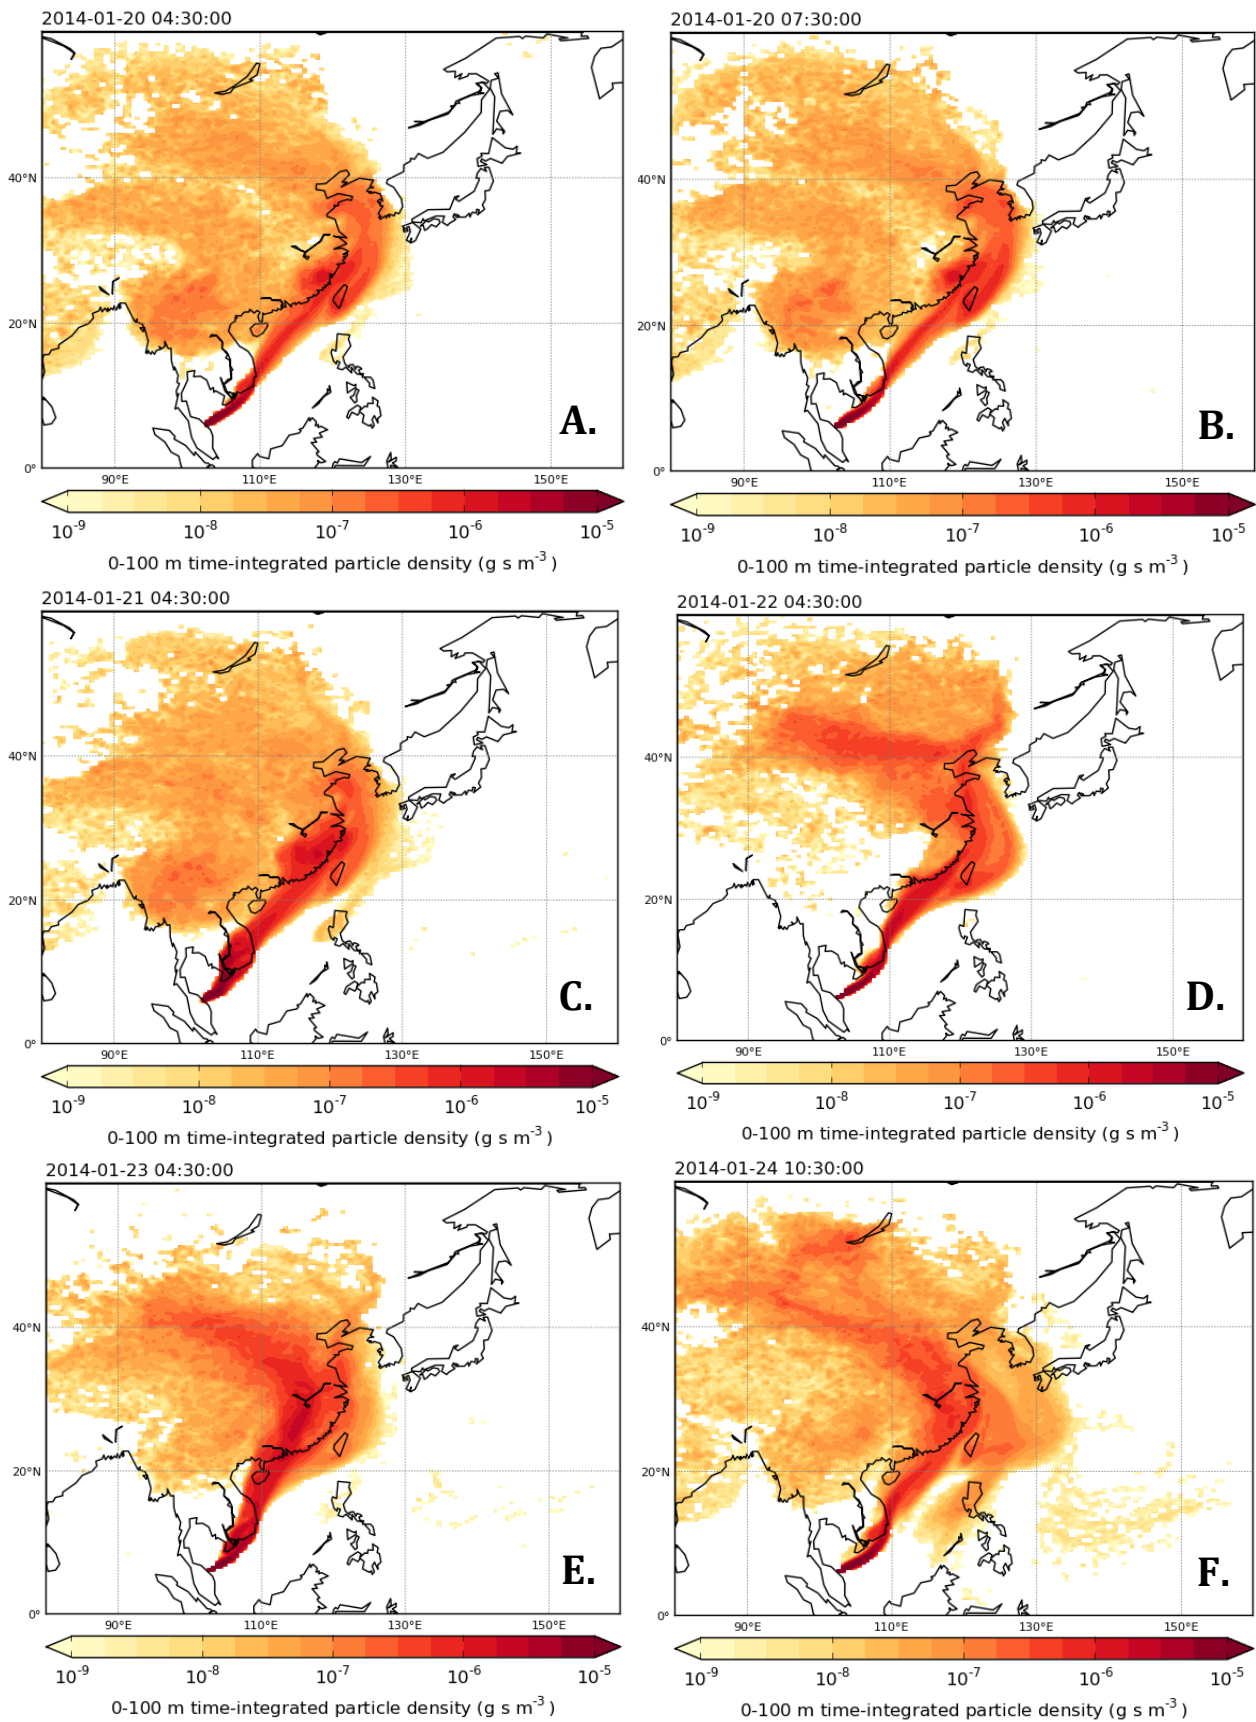 2014-01-20 04:30:00
40°N
20°N
0°
90°E 110°E 130°E 150°E
A.
10⁻⁹ 10⁻⁸ 10⁻⁷ 10⁻⁶ 10⁻⁵
0-100 m time-integrated particle density (g s m⁻³)
2014-01-20 07:30:00
40°N
20°N
0°
90°E 110°E 130°E 150°E
B.
10⁻⁹ 10⁻⁸ 10⁻⁷ 10⁻⁶ 10⁻⁵
0-100 m time-integrated particle density (g s m⁻³)
2014-01-21 04:30:00
40°N
20°N
0°
90°E 110°E 130°E 150°E
C.
10⁻⁹ 10⁻⁸ 10⁻⁷ 10⁻⁶ 10⁻⁵
0-100 m time-integrated particle density (g s m⁻³)
2014-01-22 04:30:00
40°N
20°N
0°
90°E 110°E 130°E 150°E
D.
10⁻⁹ 10⁻⁸ 10⁻⁷ 10⁻⁶ 10⁻⁵
0-100 m time-integrated particle density (g s m⁻³)
2014-01-23 04:30:00
40°N
20°N
0°
90°E 110°E 130°E 150°E
E.
10⁻⁹ 10⁻⁸ 10⁻⁷ 10⁻⁶ 10⁻⁵
0-100 m time-integrated particle density (g s m⁻³)
2014-01-24 10:30:00
40°N
20°N
0°
90°E 110°E 130°E 150°E
F.
10⁻⁹ 10⁻⁸ 10⁻⁷ 10⁻⁶ 10⁻⁵
0-100 m time-integrated particle density (g s m⁻³)